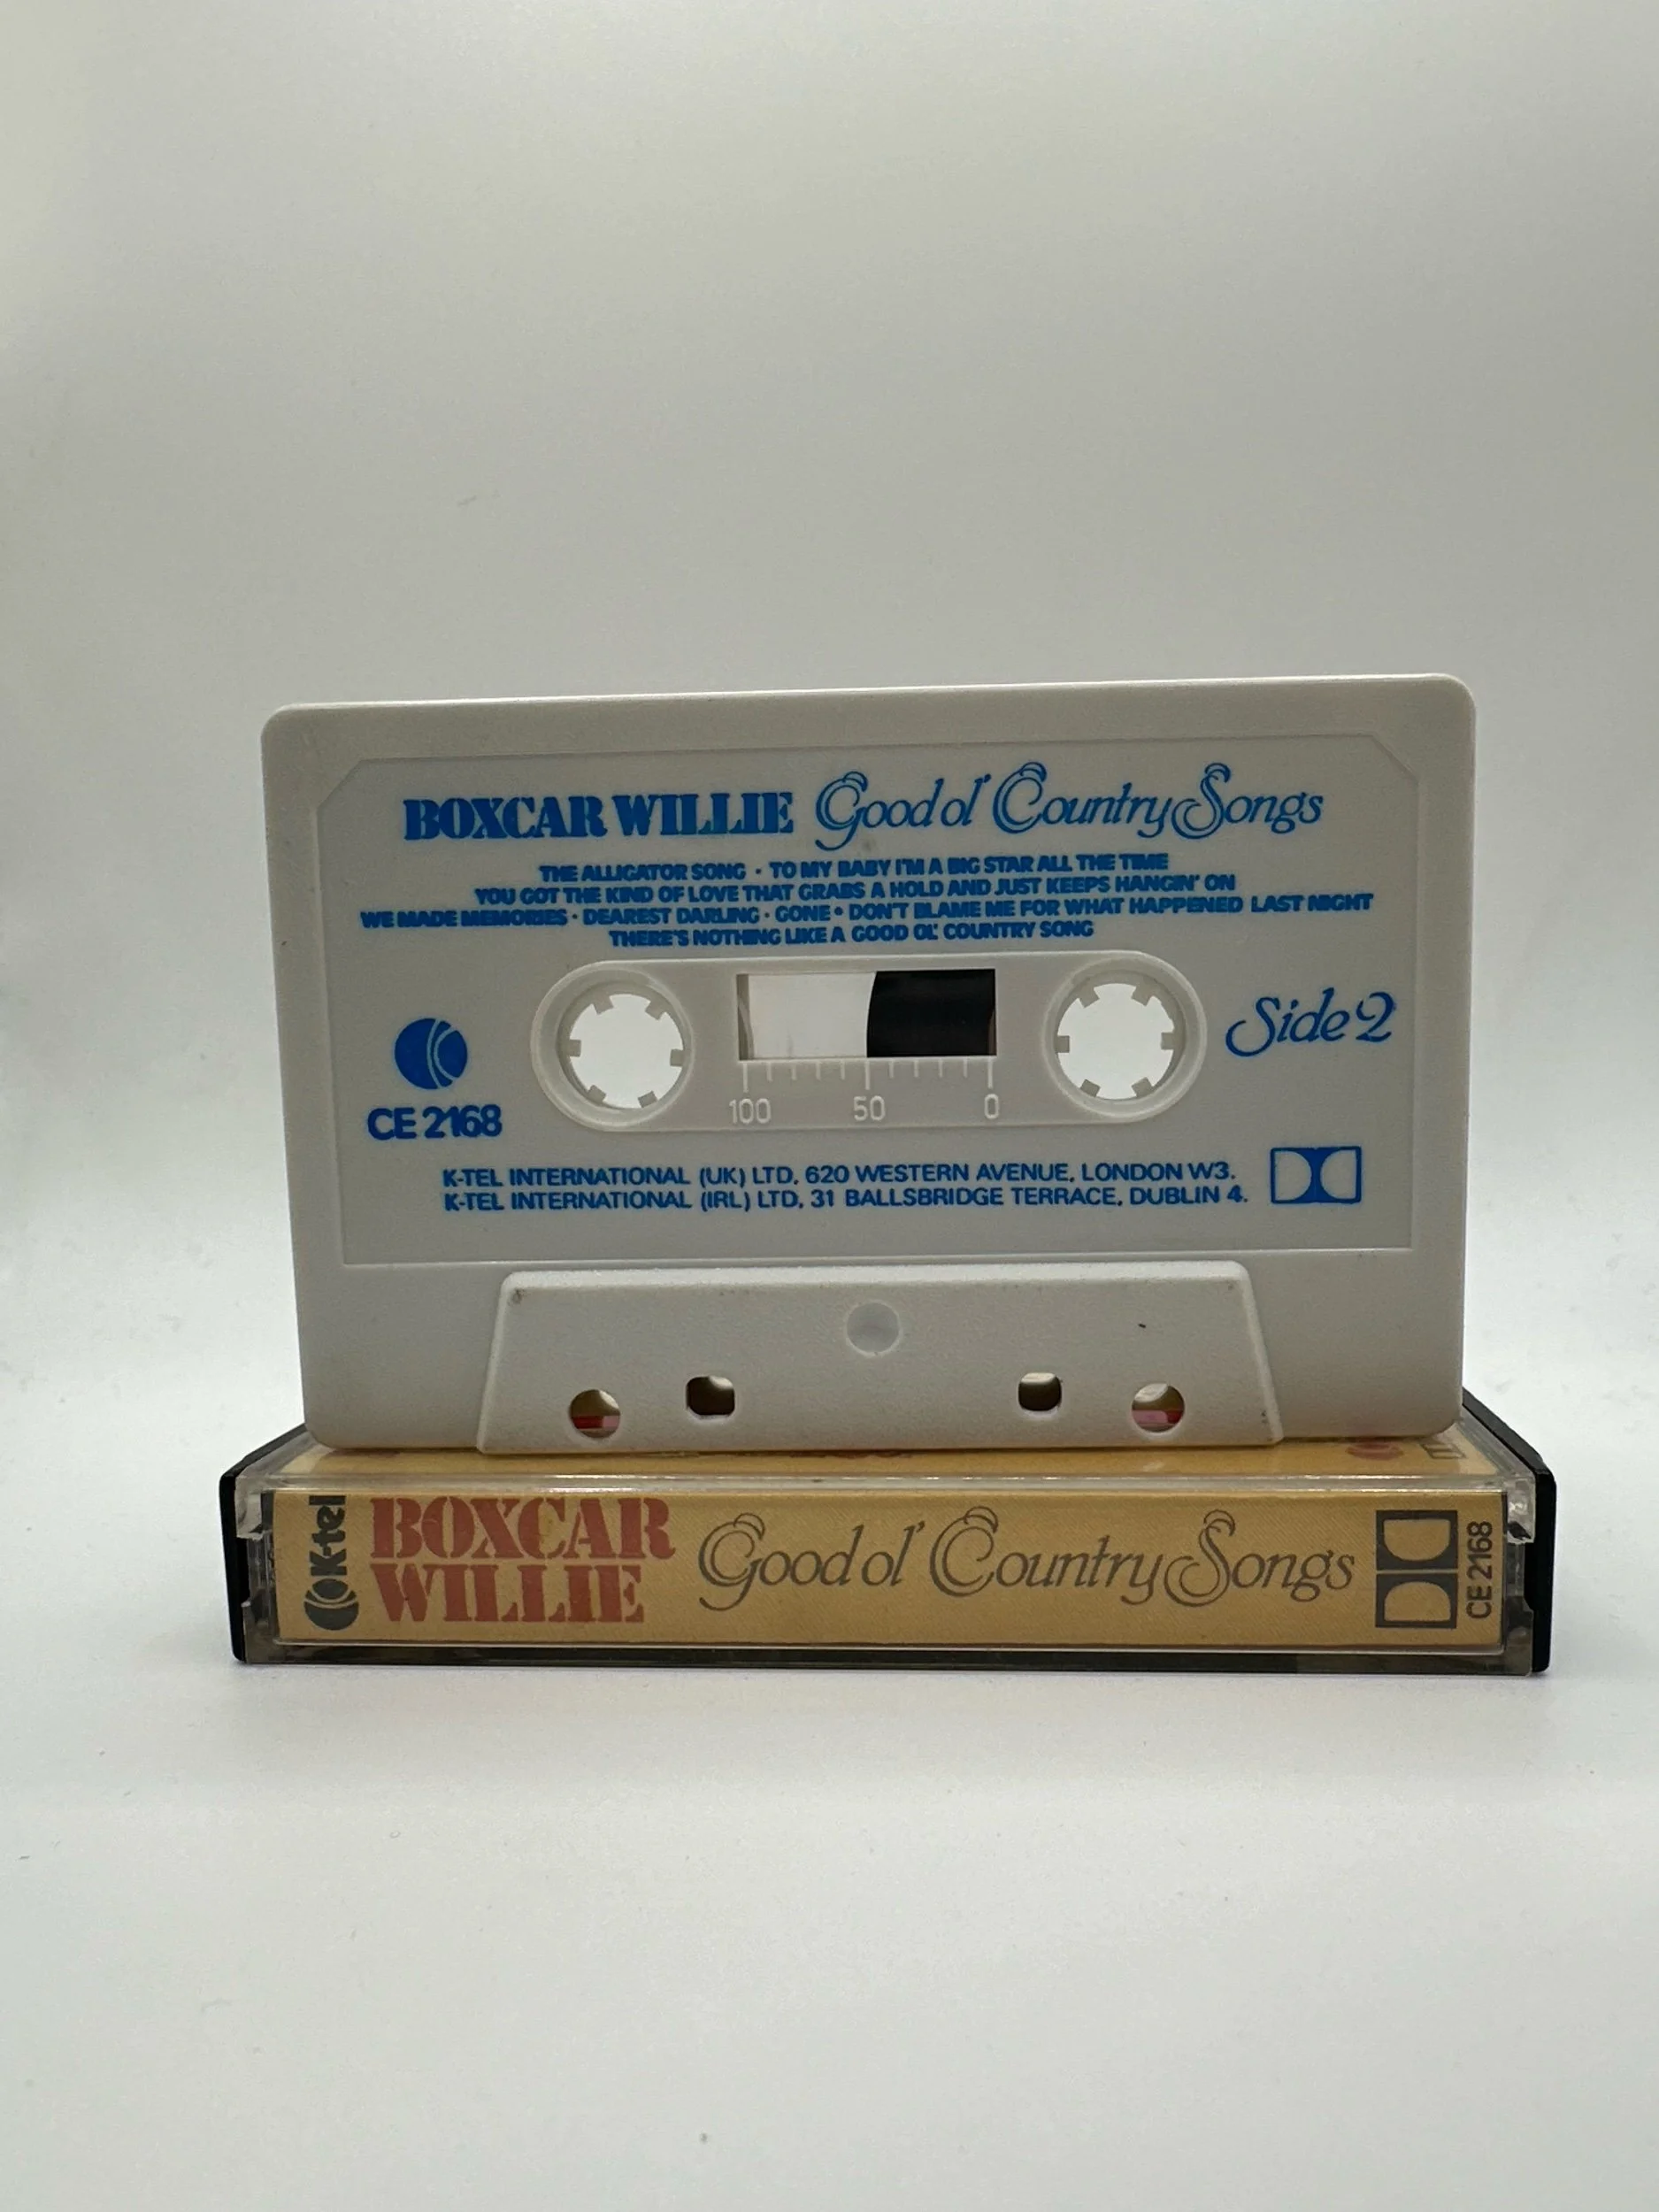 BOXCAR WILLIE Good ol' Country Songs
THE ALLIGATOR SONG · TO MY BABY I'M A BIG STAR ALL THE TIME
YOU GOT THE KIND OF LOVE THAT GRABS A HOLD AND JUST KEEPS HANGIN' ON
WE MADE MEMORIES · DEAREST DARLING · GONE • DON'T BLAME ME FOR WHAT HAPPENED LAST NIGHT
THERE'S NOTHING LIKE A GOOD OL' COUNTRY SONG
Side 2
CE 2168
100 50 0
K-TEL INTERNATIONAL (UK) LTD, 620 WESTERN AVENUE, LONDON W3.
K-TEL INTERNATIONAL (IRL) LTD, 31 BALLSBRIDGE TERRACE, DUBLIN 4.
K-tel
BOXCAR
WILLIE
Good ol' Country Songs
CE 2168